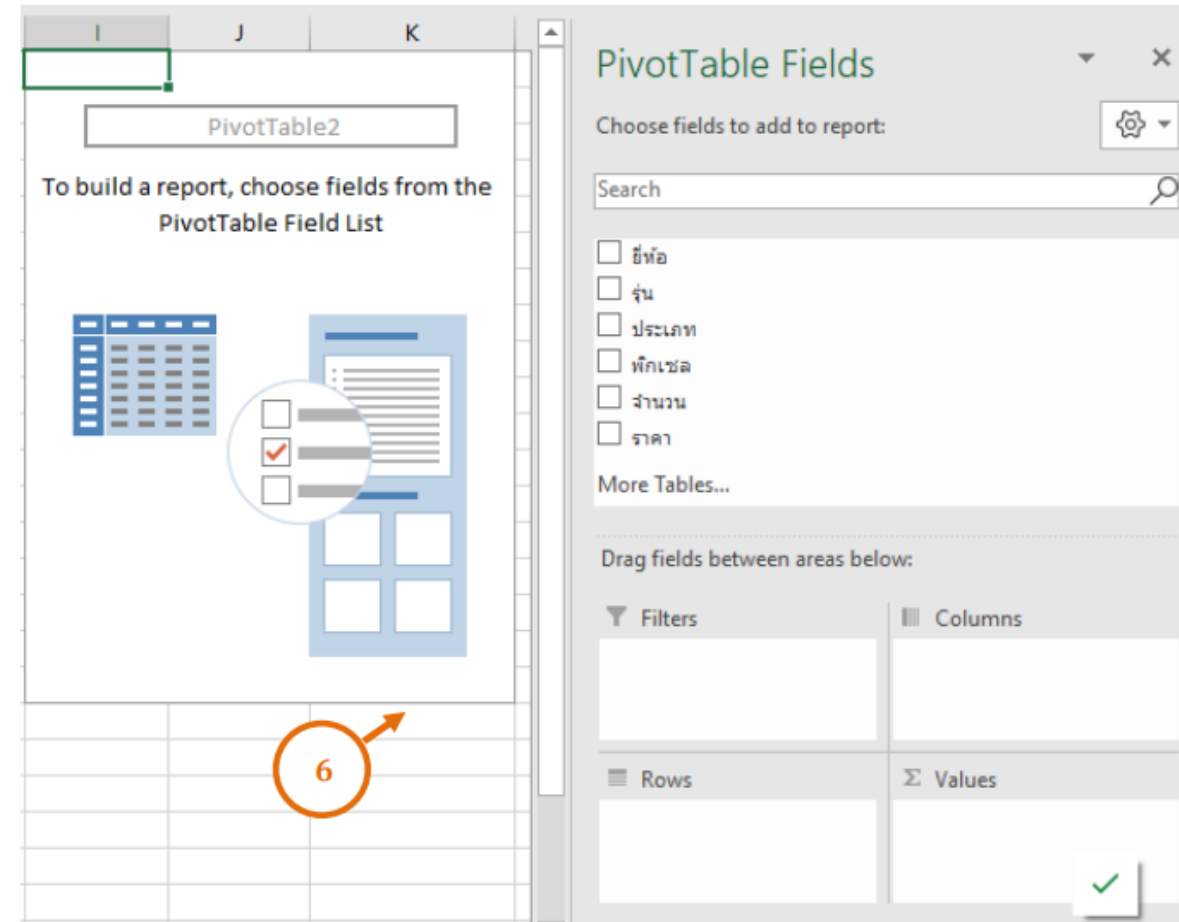 I J K
PivotTable2
To build a report, choose fields from the
PivotTable Field List
6
PivotTable Fields
Choose fields to add to report:
Search
ยี่ห้อ
รุ่น
ประเภท
พิกเซล
จำนวน
ราคา
More Tables...
Drag fields between areas below:
Filters
Columns
Rows
Σ Values